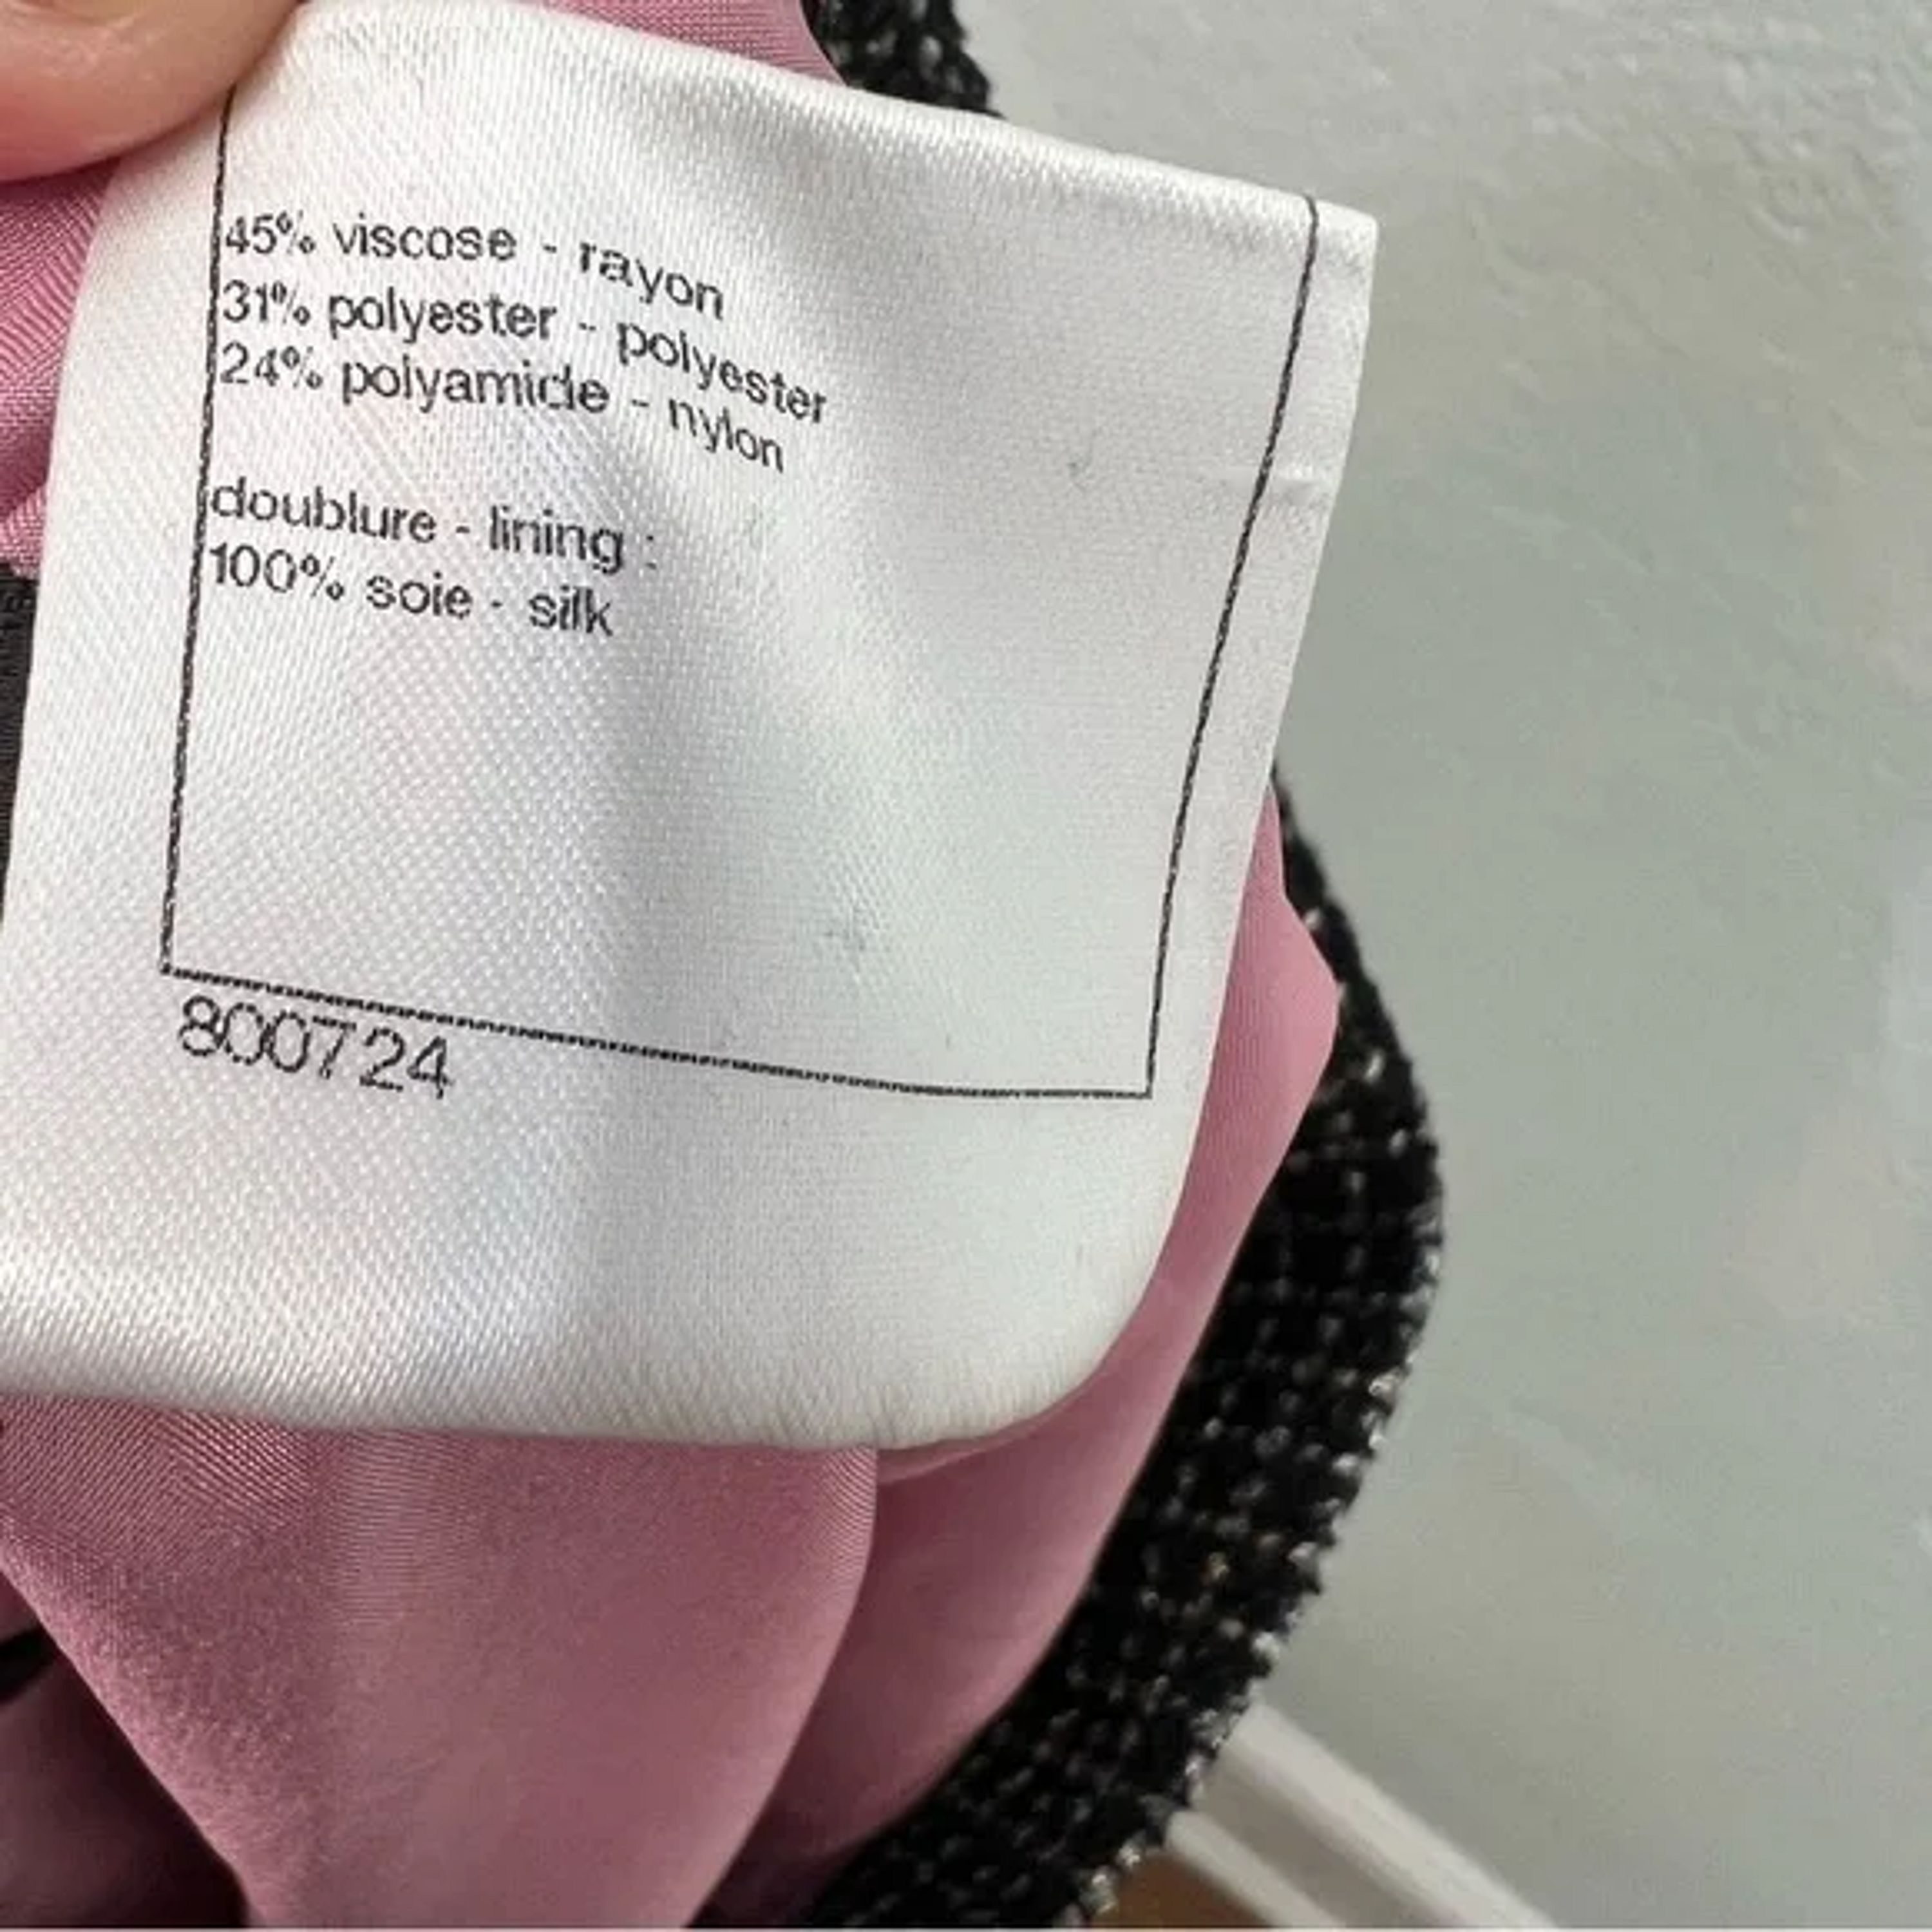 45% viscose - rayon
31% polyester - polyester
24% polyamide - nylon
doublure - lining :
100% soie - silk
800724